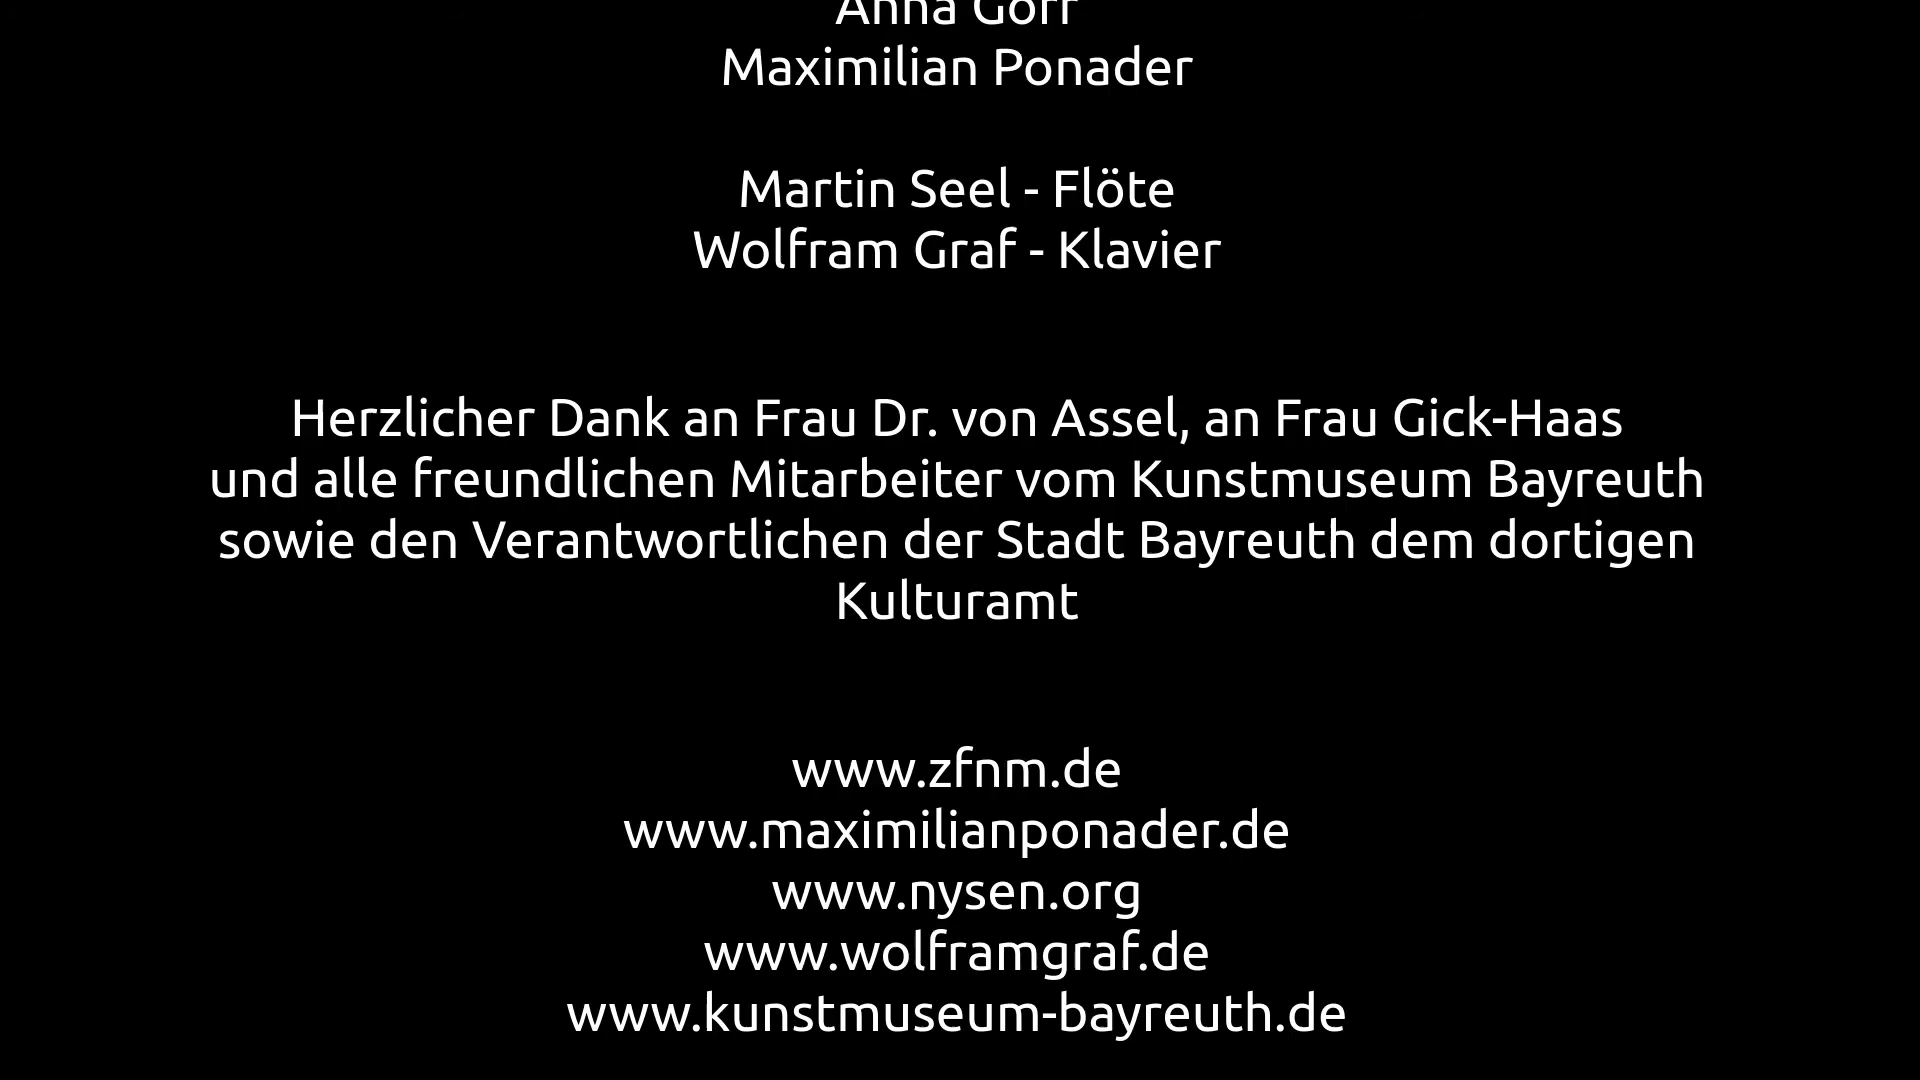 Anna
Maximilian Ponader
Martin Seel - Flöte
Wolfram Graf - Klavier
Herzlicher Dank an Frau Dr. von Assel, an Frau Gick-Haas
und alle freundlichen Mitarbeiter vom Kunstmuseum Bayreuth
sowie den Verantwortlichen der Stadt Bayreuth dem dortigen
Kulturamt
www.zfnm.de
www.maximilianponader.de
www.nysen.org
www.wolframgraf.de
www.kunstmuseum-bayreuth.de